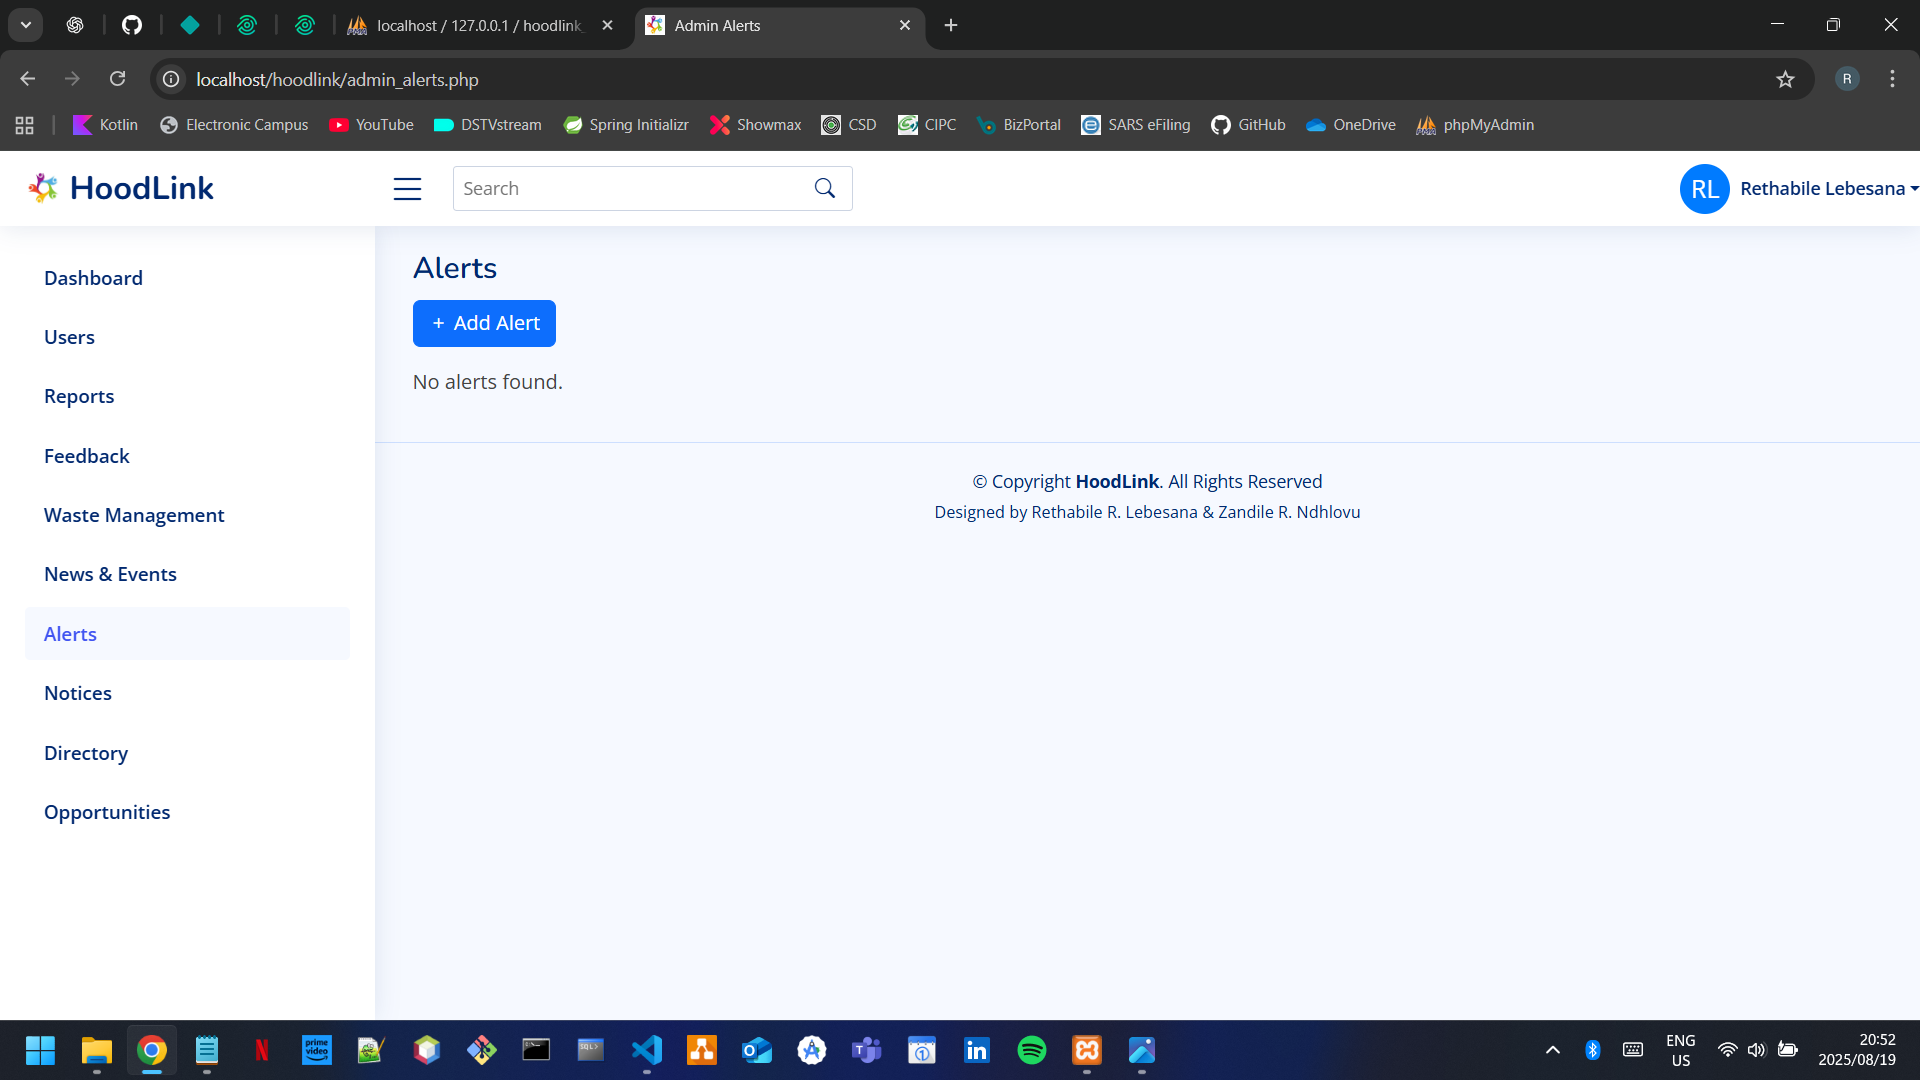 localhost / 127.0.0.1 / hoodlink_
Admin Alerts
localhost/hoodlink/admin_alerts.php
R
Kotlin
Electronic Campus
YouTube
DSTVstream
Spring Initializr
Showmax
CSD
CIPC
BizPortal
SARS eFiling
GitHub
OneDrive
phpMyAdmin
HoodLink
Search
RL
Rethabile Lebesana
Dashboard
Users
Reports
Feedback
Waste Management
News & Events
Alerts
Notices
Directory
Opportunities
Alerts
+ Add Alert
No alerts found.
© Copyright HoodLink. All Rights Reserved
Designed by Rethabile R. Lebesana & Zandile R. Ndhlovu
prime
video
ENG
US
20:52
2025/08/19